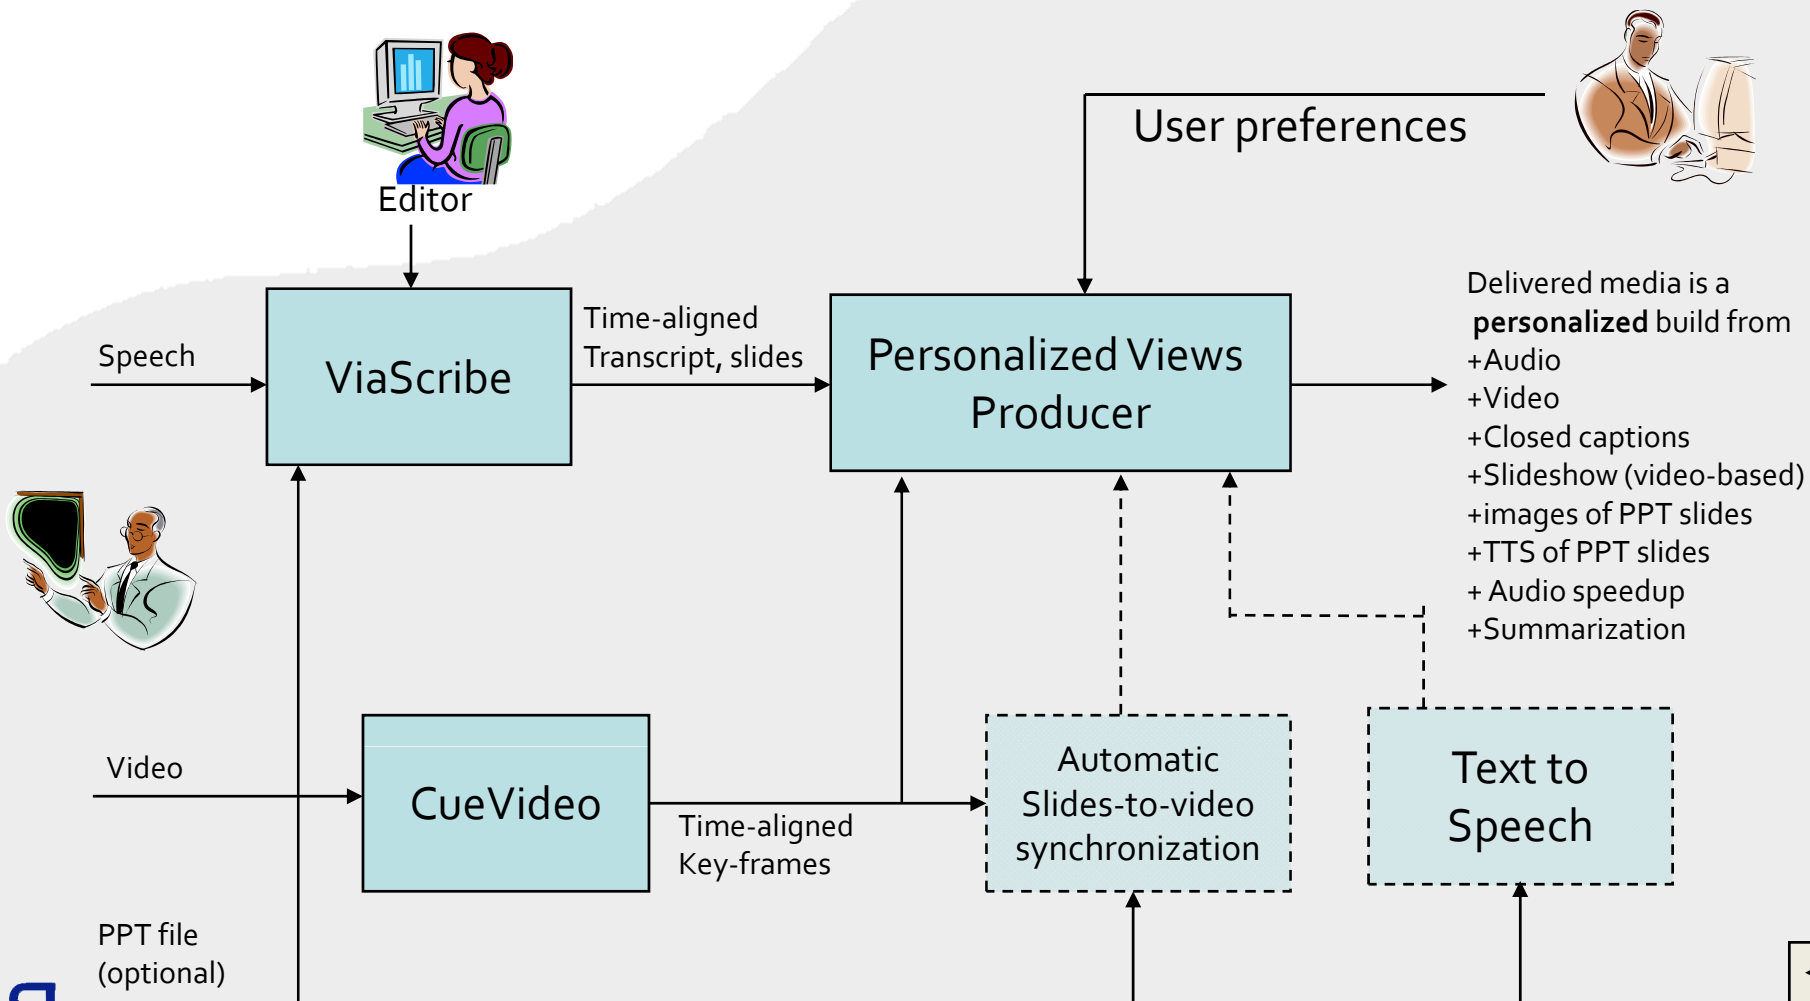 User preferences
Editor
Speech
ViaScribe
Time-aligned
Transcript, slides
Personalized Views
Producer
Delivered media is a
personalized build from
+Audio
+Video
+Closed captions
+Slideshow (video-based)
+images of PPT slides
+TTS of PPT slides
+ Audio speedup
+Summarization
Video
CueVideo
Time-aligned
Key-frames
Automatic
Slides-to-video
synchronization
Text to
Speech
PPT file
(optional)